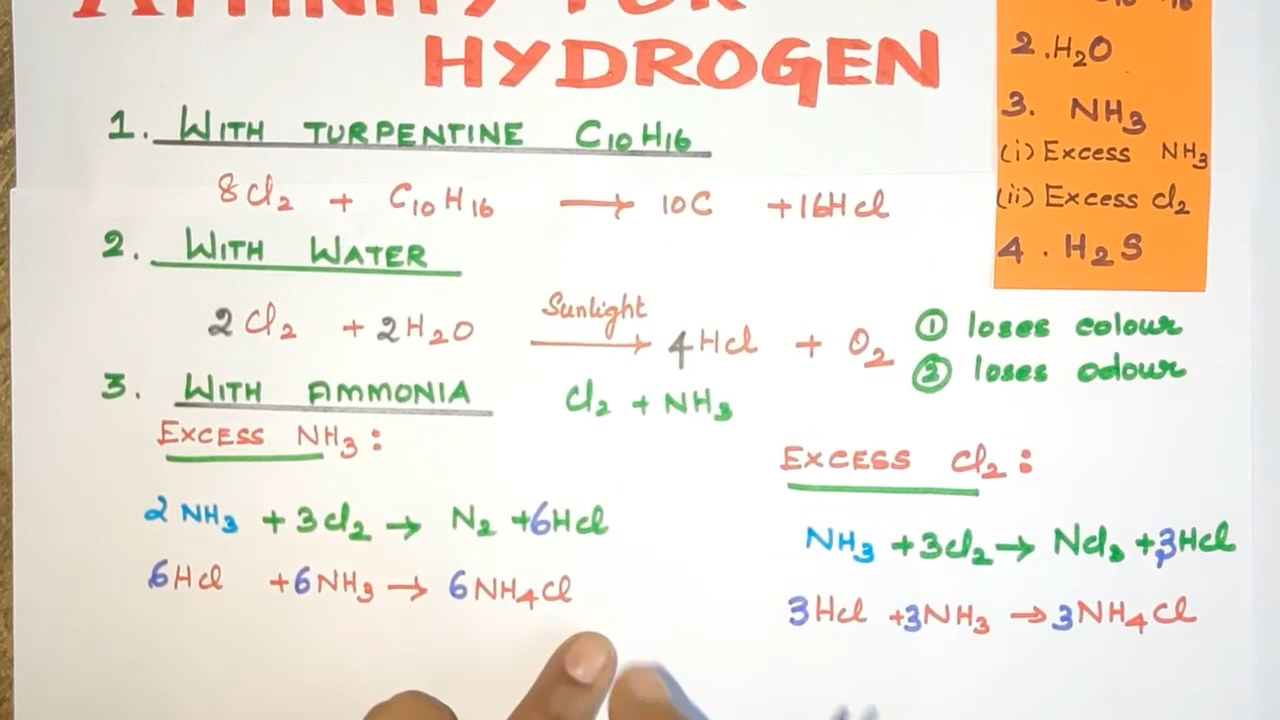 AFFINITY FOR
HYDROGEN
1. WITH TURPENTINE C10H16
8Cl2 + C10H16 → 10C + 16HCl
2. WITH WATER
2Cl2 + 2H2O Sunlight → 4HCl + O2
① loses colour
② loses odour
3. WITH AMMONIA Cl2 + NH3
EXCESS NH3:
2NH3 + 3Cl2 → N2 + 6HCl
6HCl + 6NH3 → 6NH4Cl
EXCESS Cl2:
NH3 + 3Cl2 → NCl3 + 3HCl
3HCl + 3NH3 → 3NH4Cl
2. H2O
3. NH3
(i) Excess NH3
(ii) Excess Cl2
4. H2S